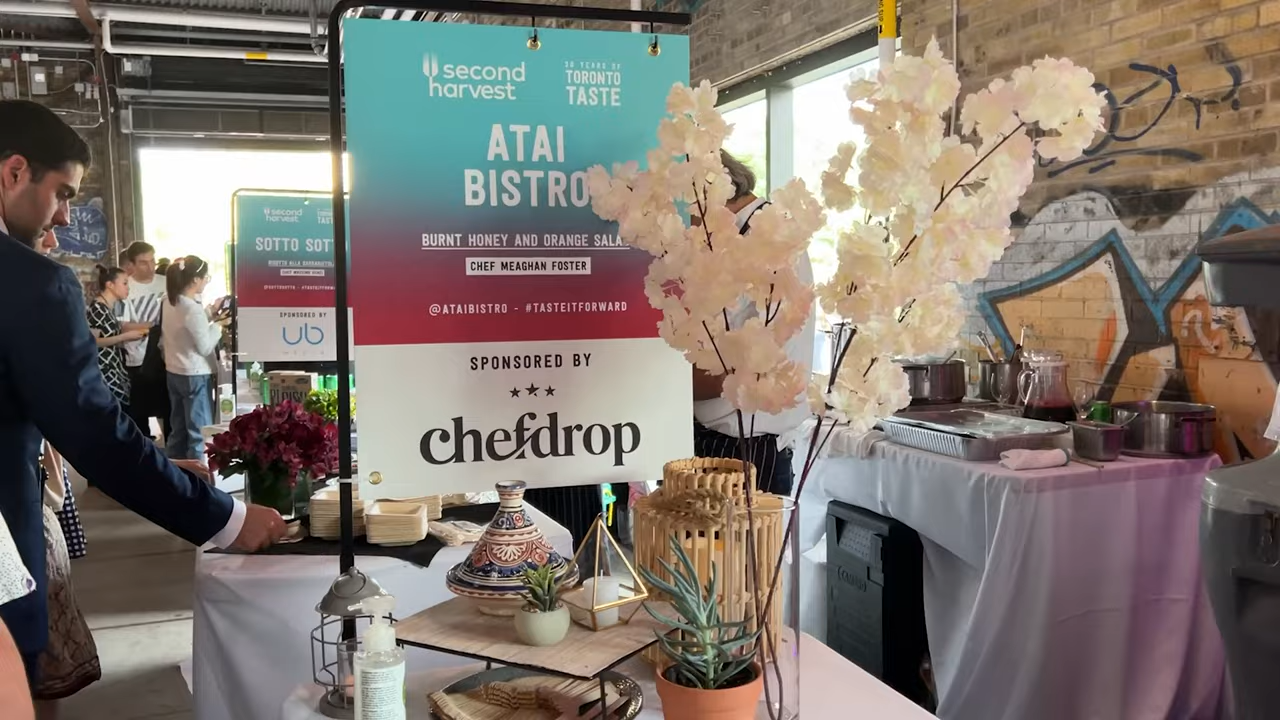 second
harvest
30 YEARS OF
TORONTO
TASTE
ATAI
BISTRO
BURNT HONEY AND ORANGE SALA
CHEF MEAGHAN FOSTER
@ATAIBISTRO - #TASTEITFORWARD
SPONSORED BY
chefdrop
second
harvest
SOTTO SOTT
SPONSORED BY
ub